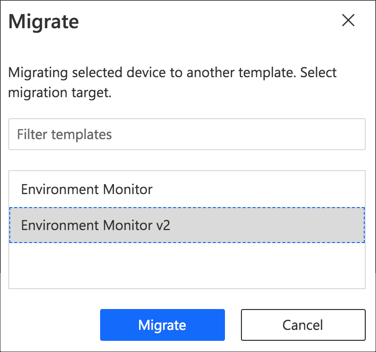 Migrate
Migrating selected device to another template. Select
migration target.
Filter templates
Environment Monitor
Environment Monitor v2
Migrate
Cancel